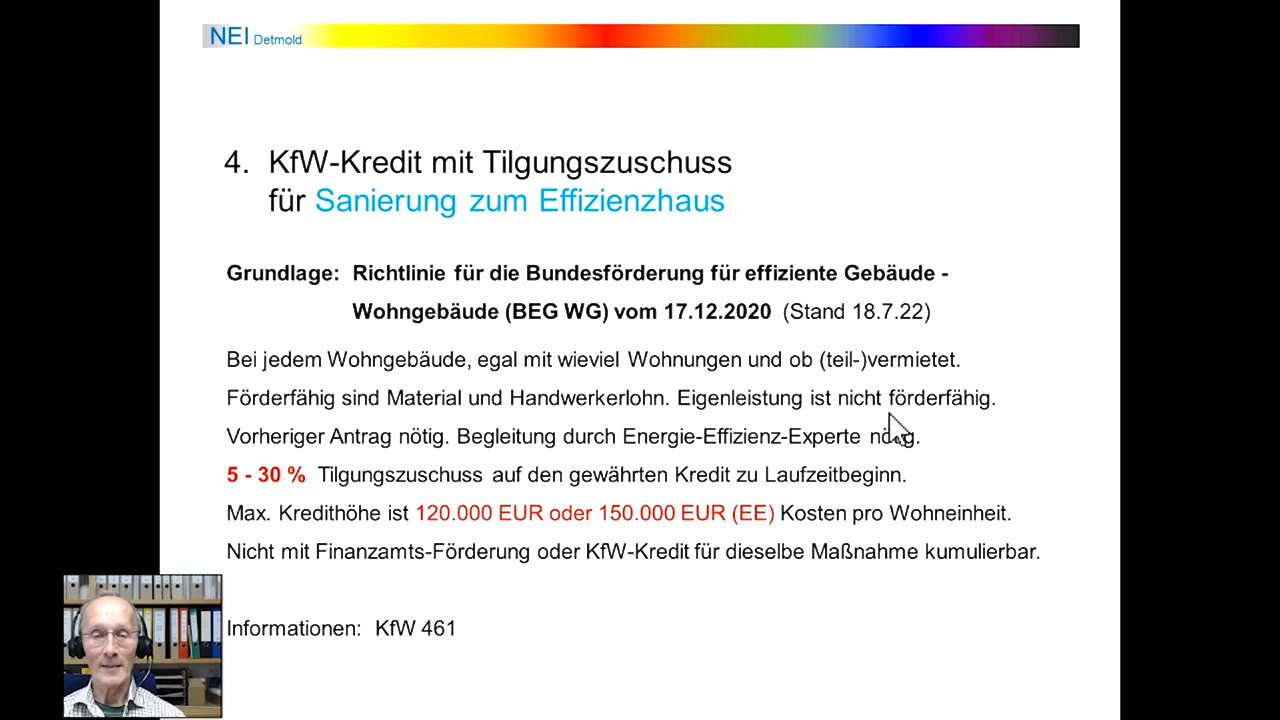 NEI Detmold
4. KfW-Kredit mit Tilgungszuschuss
für Sanierung zum Effizienzhaus
Grundlage: Richtlinie für die Bundesförderung für effiziente Gebäude -
Wohngebäude (BEG WG) vom 17.12.2020 (Stand 18.7.22)
Bei jedem Wohngebäude, egal mit wieviel Wohnungen und ob (teil-)vermietet.
Förderfähig sind Material und Handwerkerlohn. Eigenleistung ist nicht förderfähig.
Vorheriger Antrag nötig. Begleitung durch Energie-Effizienz-Experte nötig.
5 - 30 % Tilgungszuschuss auf den gewährten Kredit zu Laufzeitbeginn.
Max. Kredithöhe ist 120.000 EUR oder 150.000 EUR (EE) Kosten pro Wohneinheit.
Nicht mit Finanzamts-Förderung oder KfW-Kredit für dieselbe Maßnahme kumulierbar.
Informationen: KfW 461